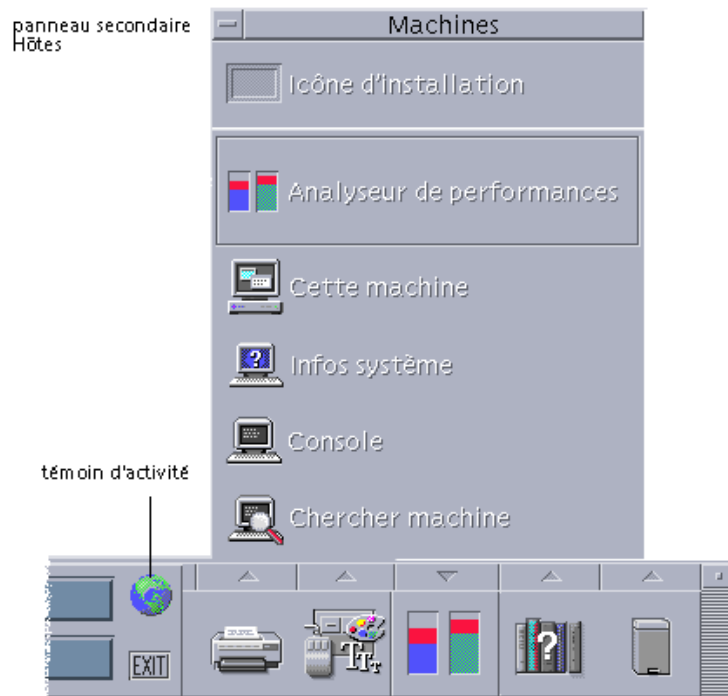 panneau secondaire
Hôtes
Machines
Icône d'installation
Analyseur de performances
Cette machine
Infos système
Console
Chercher machine
témoin d'activité
EXIT
?
TTT